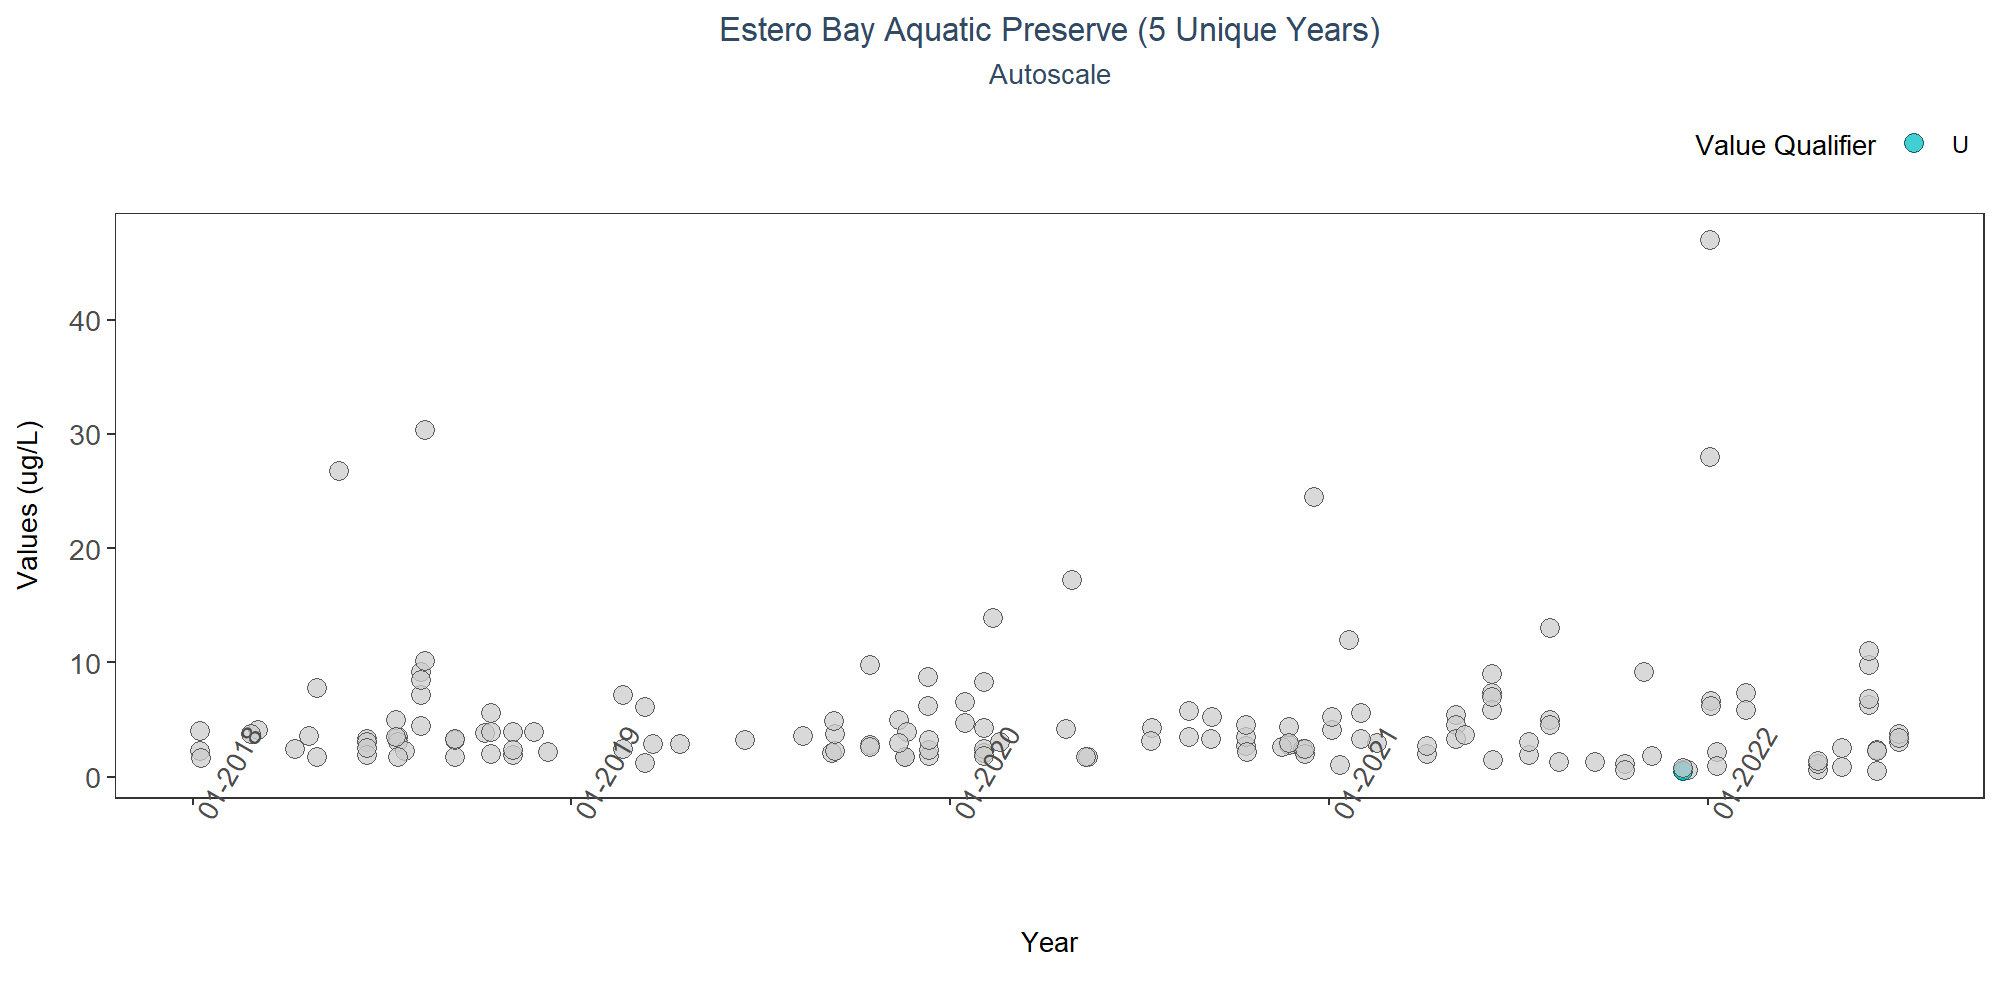 Estero Bay Aquatic Preserve (5 Unique Years)
Autoscale
Value Qualifier U
Values (ug/L)
40
30
20
10
0
01-2018 01-2019 01-2020 01-2021 01-2022
Year